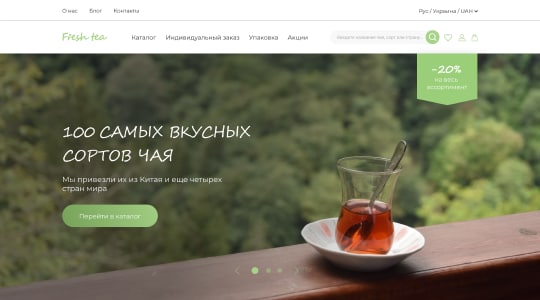 О нас Блог Контакты Рус / Украина / UAH
Fresh tea Каталог Индивидуальный заказ Упаковка Акции Введите название чая, сорт или страну
-20%
на весь
ассортимент
100 САМЫХ ВКУСНЫХ
СОРТОВ ЧАЯ
Мы привезли их из Китая и еще четырех
стран мира
Перейти в каталог